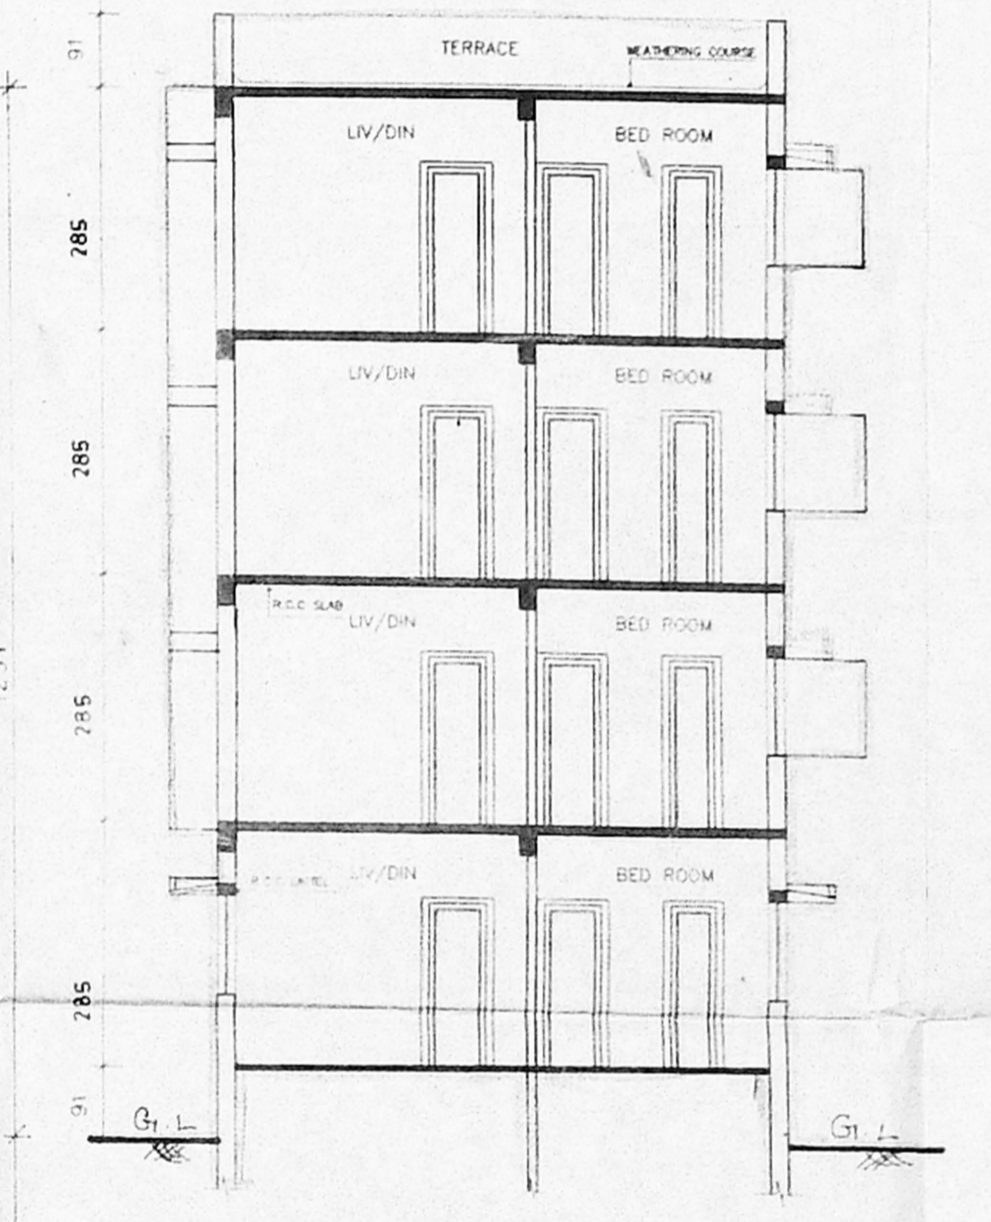 91
TERRACE
WEATHERING COURSE
LIV/DIN
BED ROOM
285
LIV/DIN
BED ROOM
285
R.C.C SLAB
LIV/DIN
BED ROOM
285
R.C.C LINTEL
LIV/DIN
BED ROOM
285
91
G.L
G.L